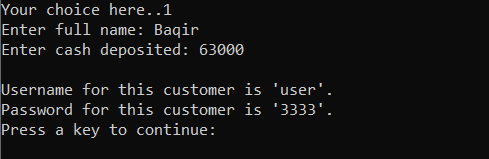 Your choice here..1
Enter full name: Baqir
Enter cash deposited: 63000
Username for this customer is 'user'.
Password for this customer is '3333'.
Press a key to continue: